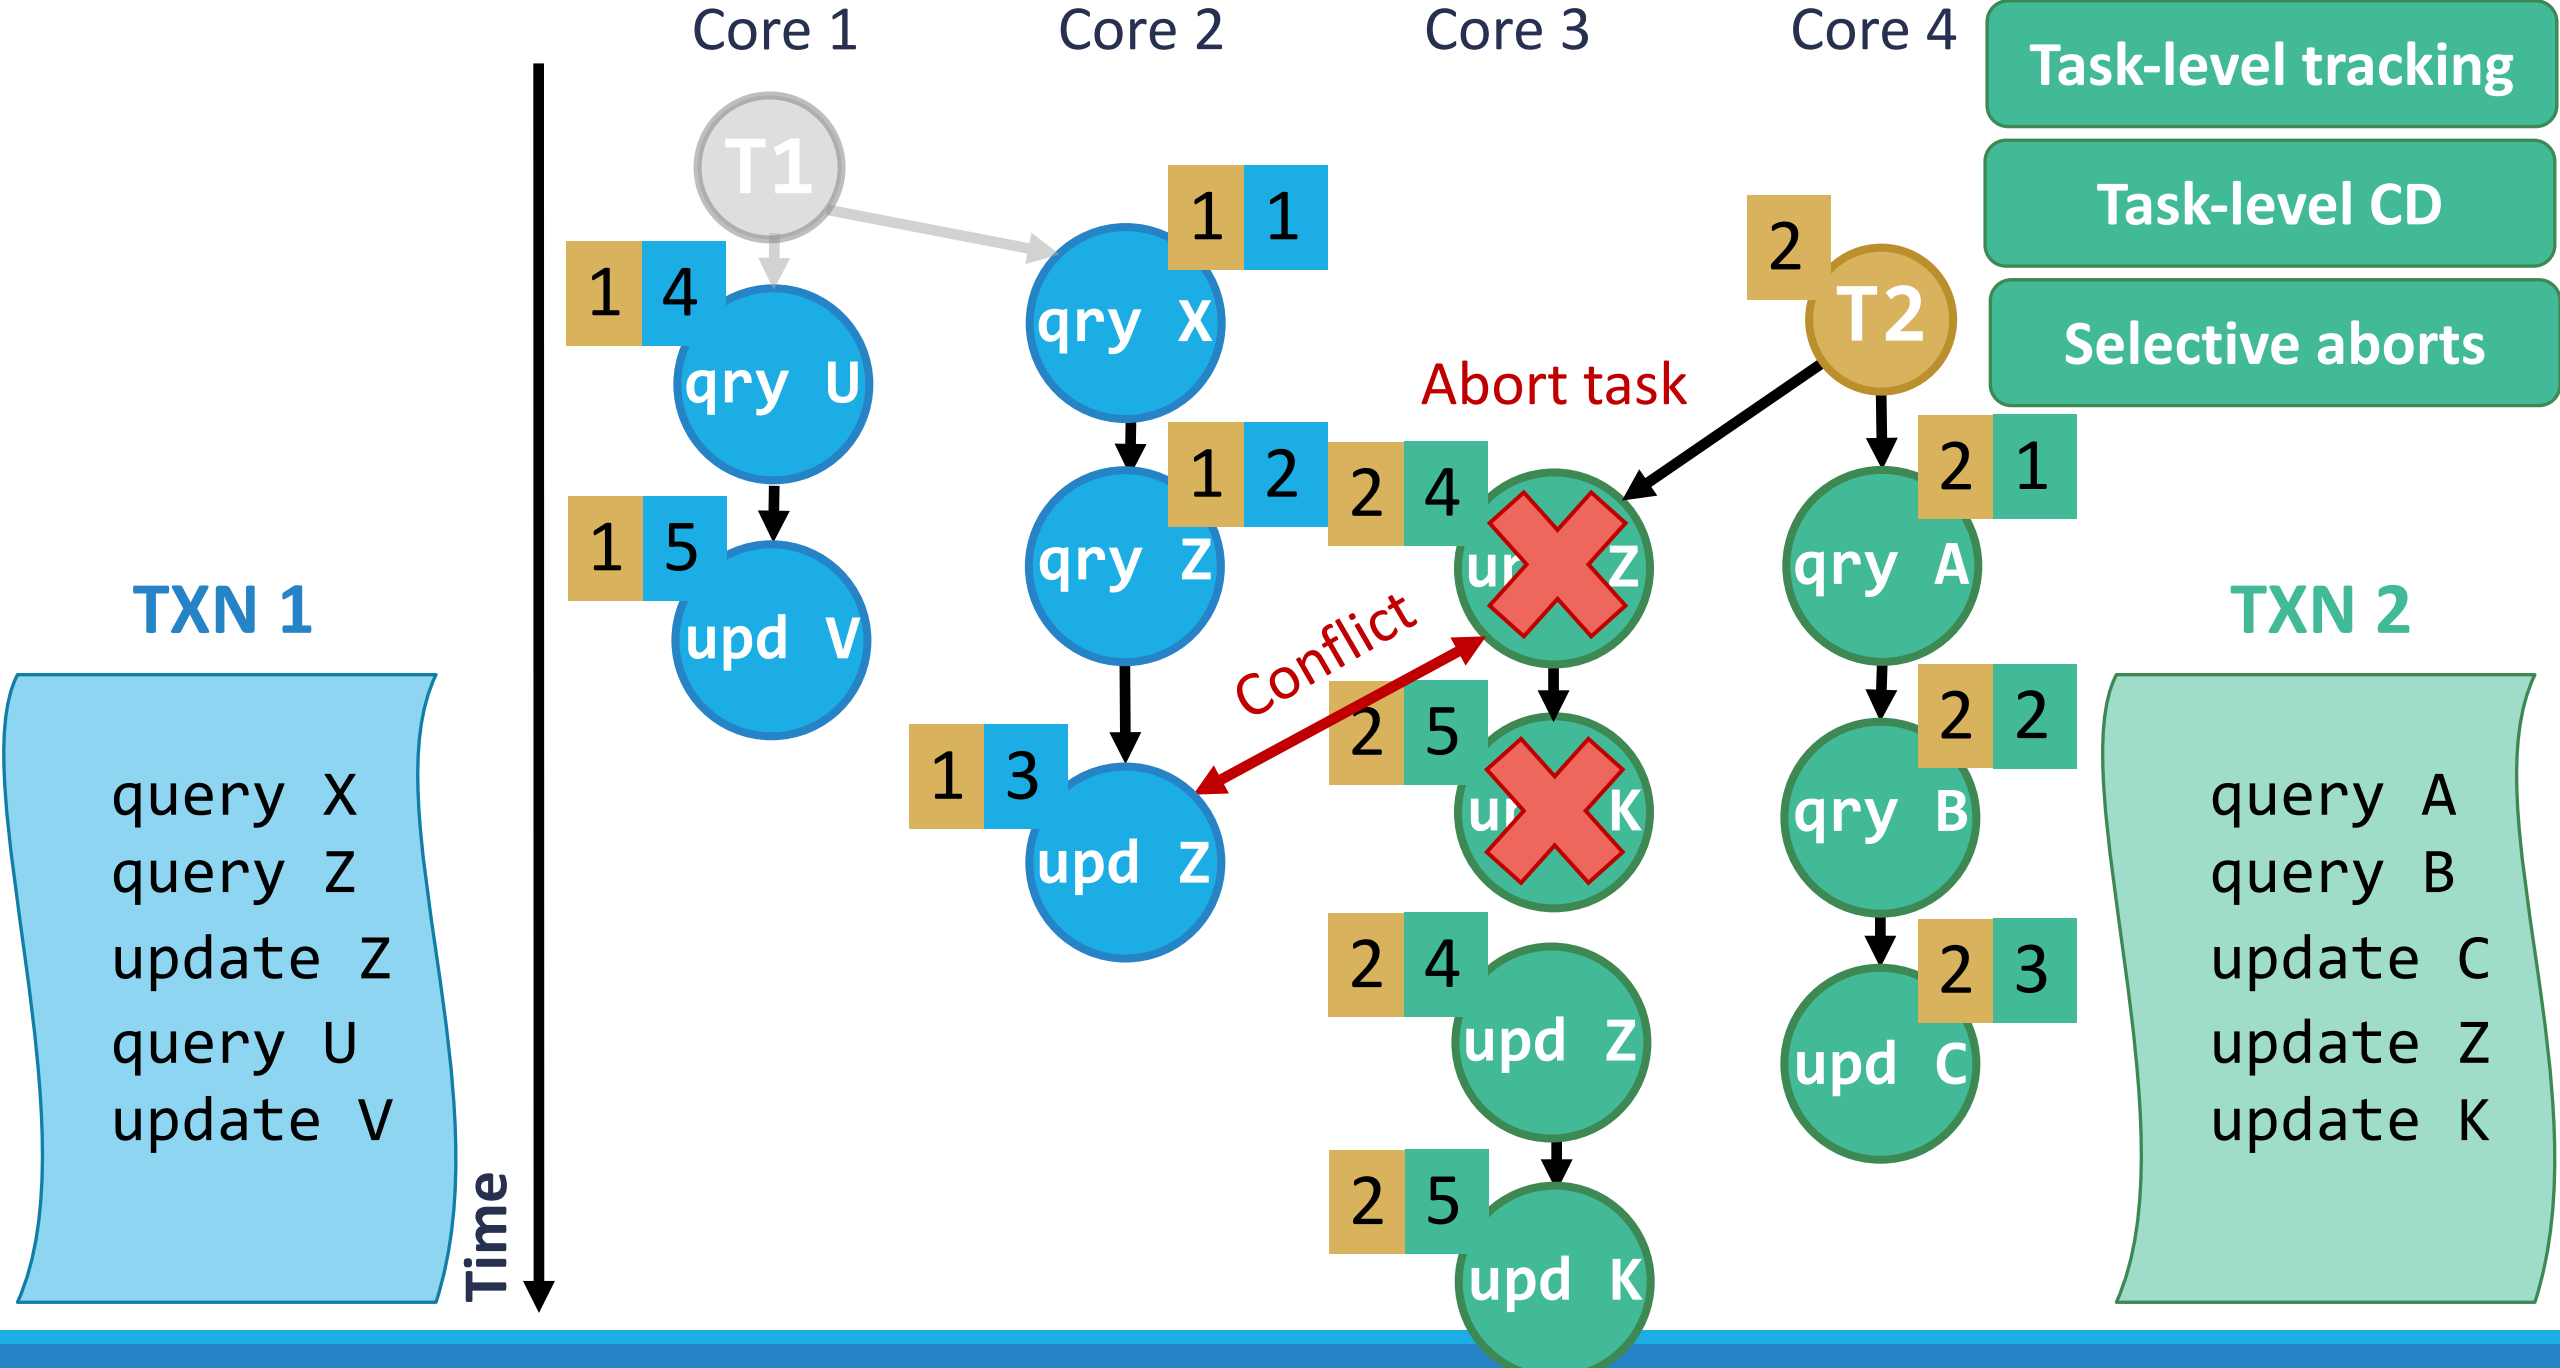 Core 1
Core 2
Core 3
Core 4
Task-level tracking
Task-level CD
Selective aborts
T1
1 4
qry U
1 5
upd V
1 1
qry X
1 2
qry Z
1 3
upd Z
Abort task
Conflict
2 4
Z
2 5
K
2 4
upd Z
2 5
upd K
2
T2
2 1
qry A
2 2
qry B
2 3
upd C
TXN 1
query X
query Z
update Z
query U
update V
Time
TXN 2
query A
query B
update C
update Z
update K